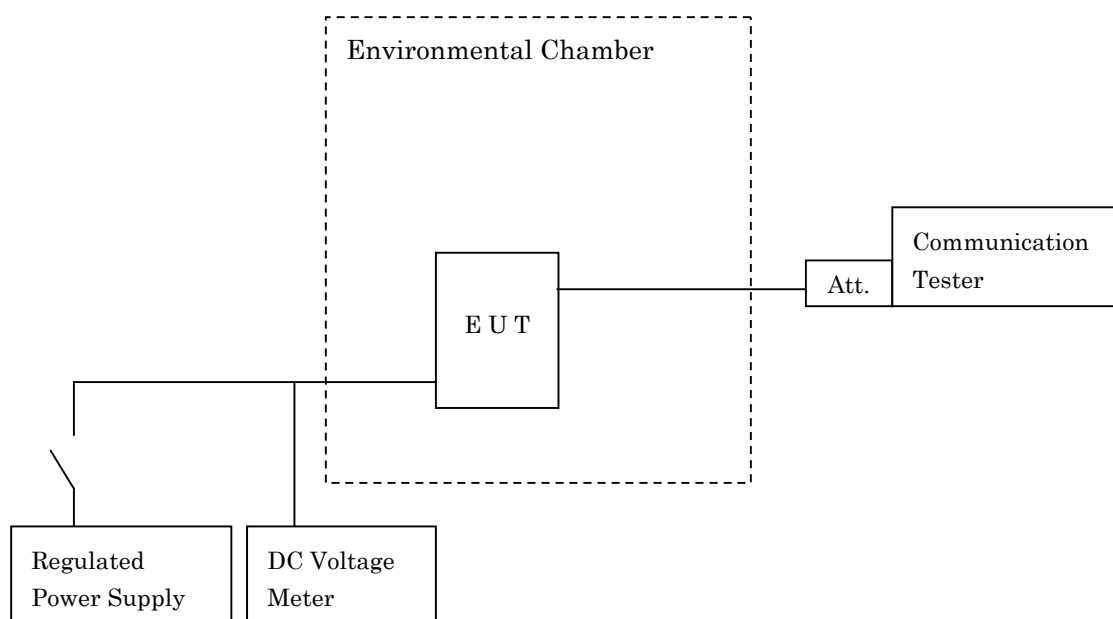 Environmental Chamber
Communication
Tester
Att.
E U T
Regulated
Power Supply
DC Voltage
Meter